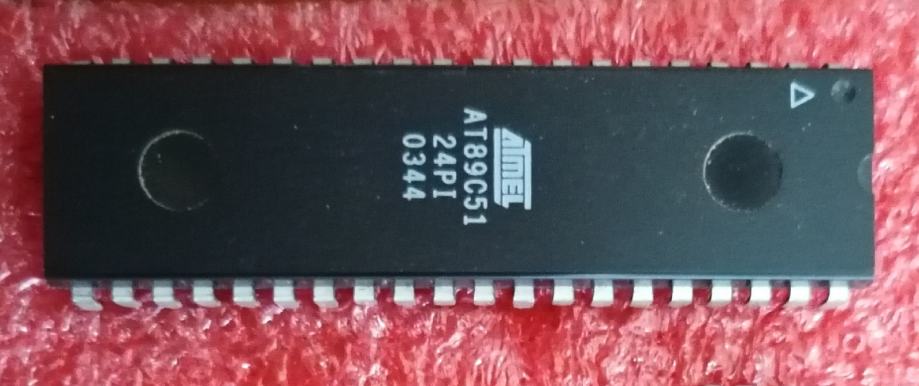 ATMEL
AT89C51
24PI
0344